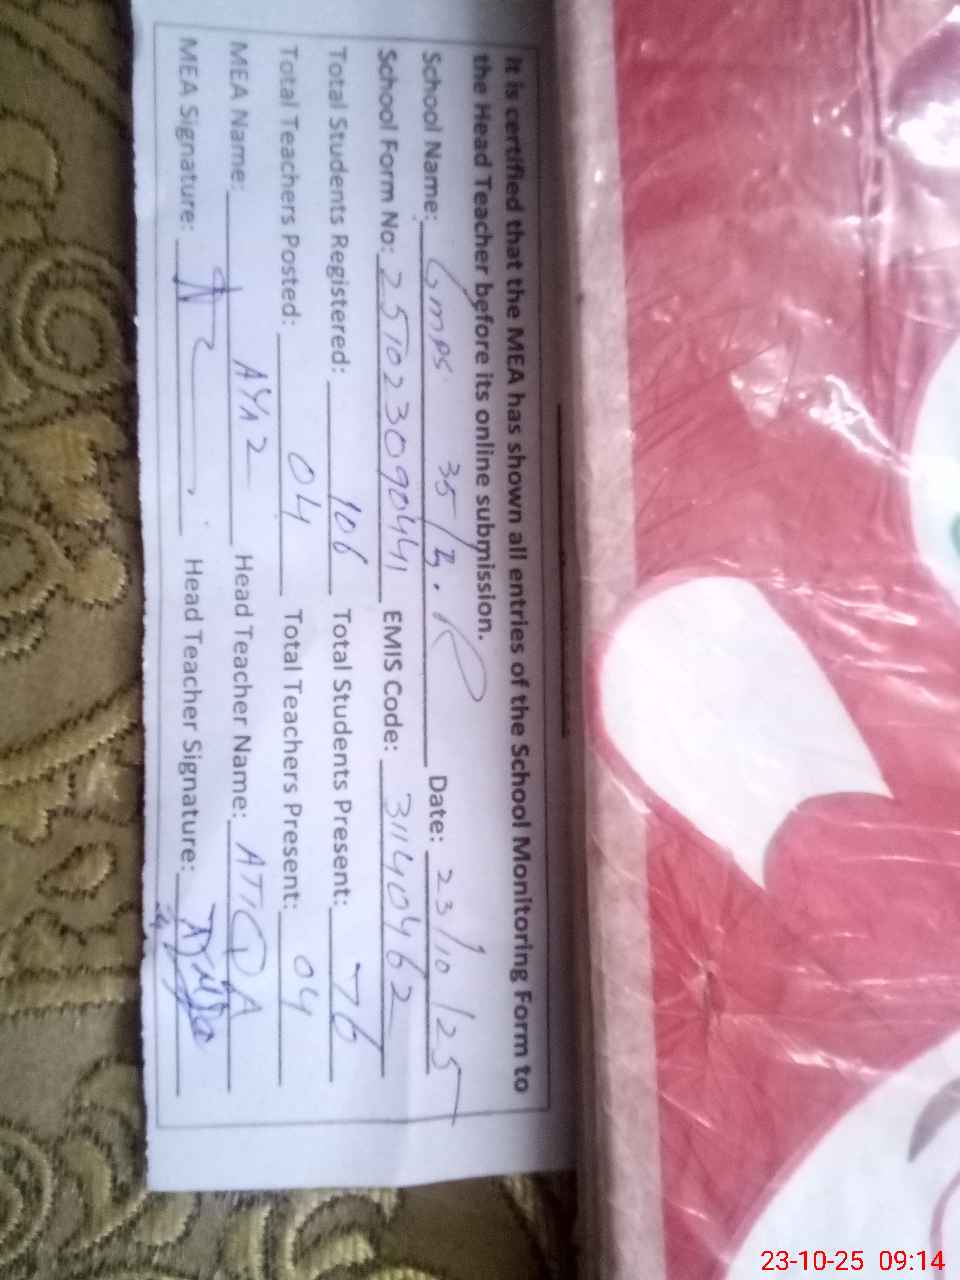 It is certified that the MEA has shown all entries of the School Monitoring Form to
the Head Teacher before its online submission.
School Name: GMPS 35/3.R Date: 23/10/25
School Form No: 251023090441 EMIS Code: 31140462
Total Students Registered: 106 Total Students Present: 76
Total Teachers Posted: 04 Total Teachers Present: 04
MEA Name: AYAZ Head Teacher Name: ATIQA
MEA Signature: Head Teacher Signature:
23-10-25 09:14